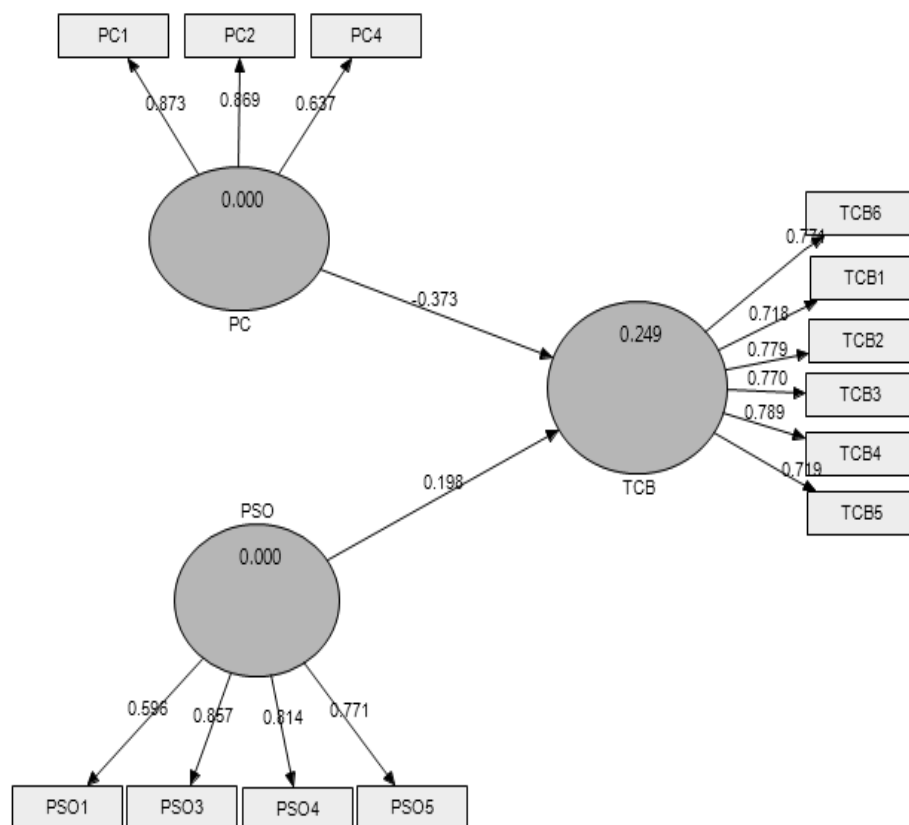 PC1 PC2 PC4
0.873 0.869 0.637
0.000
PC
-0.373
TCB6
0.774
TCB1
0.718
TCB2
0.779
TCB3
0.770
TCB4
0.789
TCB5
0.719
0.249
TCB
0.198
PSO
0.000
0.596 0.857 0.814 0.771
PSO1 PSO3 PSO4 PSO5